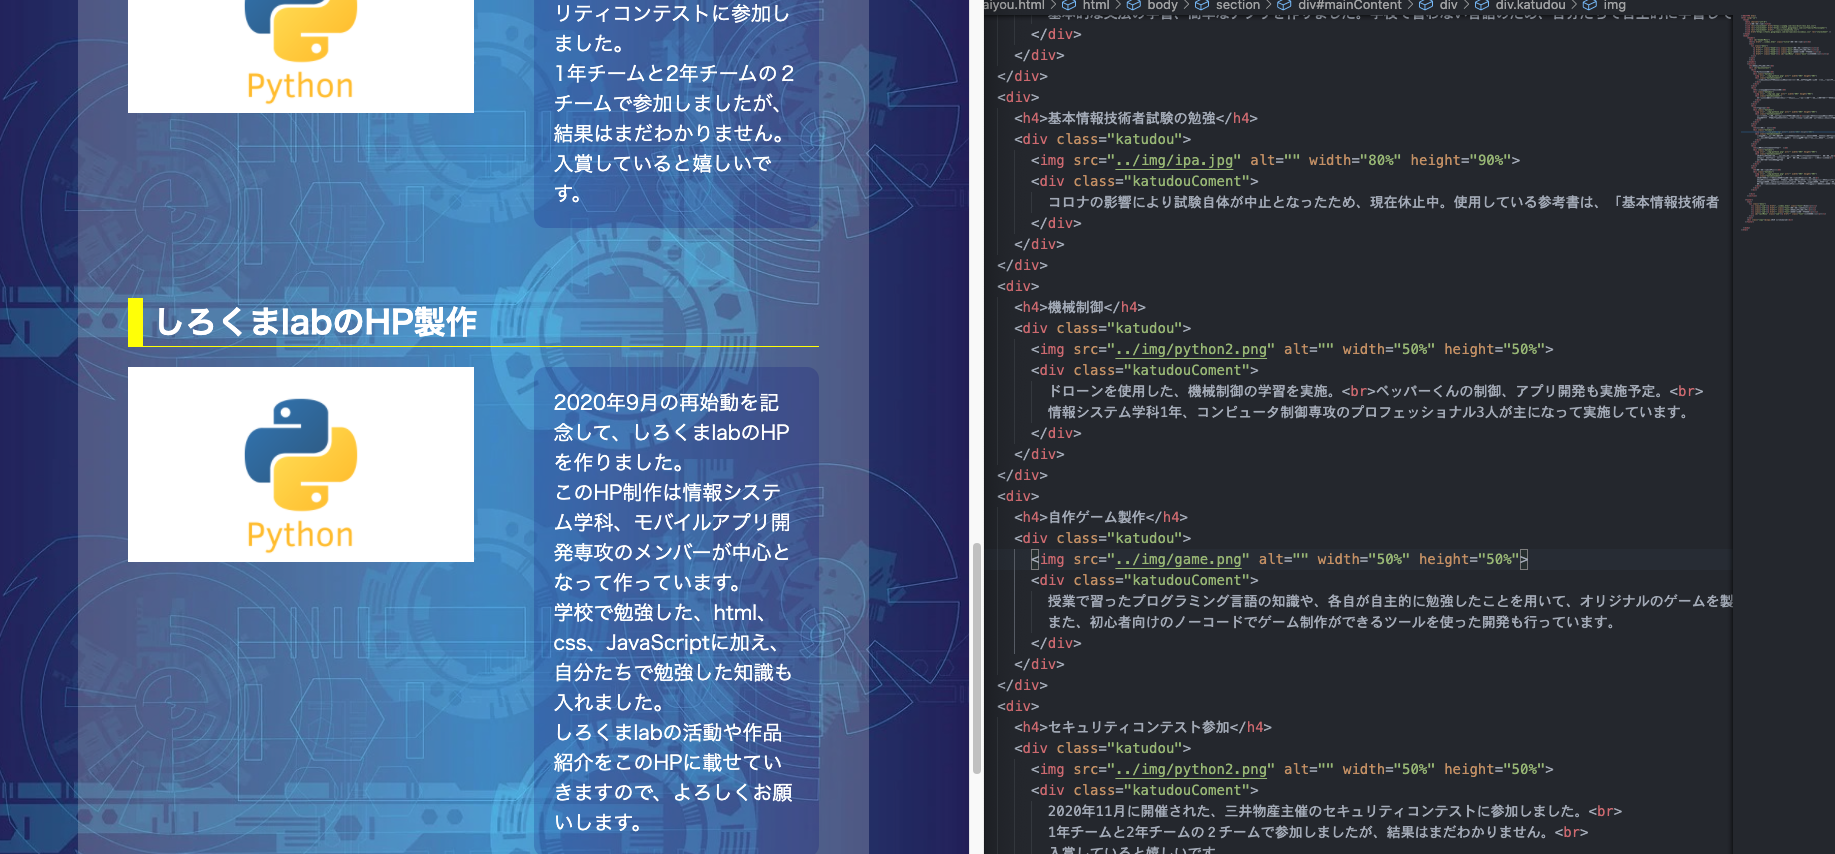 リティコンテストに参加し
ました。
1年チームと2年チームの２
チームで参加しましたが、
結果はまだわかりません。
入賞していると嬉しいで
す。
Python
しろくまlabのHP製作
Python
2020年9月の再始動を記
念して、しろくまlabのHP
を作りました。
このHP制作は情報システ
ム学科、モバイルアプリ開
発専攻のメンバーが中心と
なって作っています。
学校で勉強した、html、
css、JavaScriptに加え、
自分たちで勉強した知識も
入れました。
しろくまlabの活動や作品
紹介をこのHPに載せてい
きますので、よろしくお願
いします。
aiyou.html > html > body > section > div#mainContent > div > div.katudou > img
</div>
</div>
</div>
<div>
<h4>基本情報技術者試験の勉強</h4>
<div class="katudou">
<img src="../img/ipa.jpg" alt="" width="80%" height="90%">
<div class="katudouComent">
コロナの影響により試験自体が中止となったため、現在休止中。使用している参考書は、「基本情報技術者
</div>
</div>
</div>
<div>
<h4>機械制御</h4>
<div class="katudou">
<img src="../img/python2.png" alt="" width="50%" height="50%">
<div class="katudouComent">
ドローンを使用した、機械制御の学習を実施。<br>ペッパーくんの制御、アプリ開発も実施予定。<br>
情報システム学科1年、コンピュータ制御専攻のプロフェッショナル3人が主になって実施しています。
</div>
</div>
</div>
<div>
<h4>自作ゲーム製作</h4>
<div class="katudou">
<img src="../img/game.png" alt="" width="50%" height="50%">
<div class="katudouComent">
授業で習ったプログラミング言語の知識や、各自が自主的に勉強したことを用いて、オリジナルのゲームを製
また、初心者向けのノーコードでゲーム制作ができるツールを使った開発も行っています。
</div>
</div>
</div>
<div>
<h4>セキュリティコンテスト参加</h4>
<div class="katudou">
<img src="../img/python2.png" alt="" width="50%" height="50%">
<div class="katudouComent">
2020年11月に開催された、三井物産主催のセキュリティコンテストに参加しました。<br>
1年チームと2年チームの２チームで参加しましたが、結果はまだわかりません。<br>
入賞していると嬉しいです。